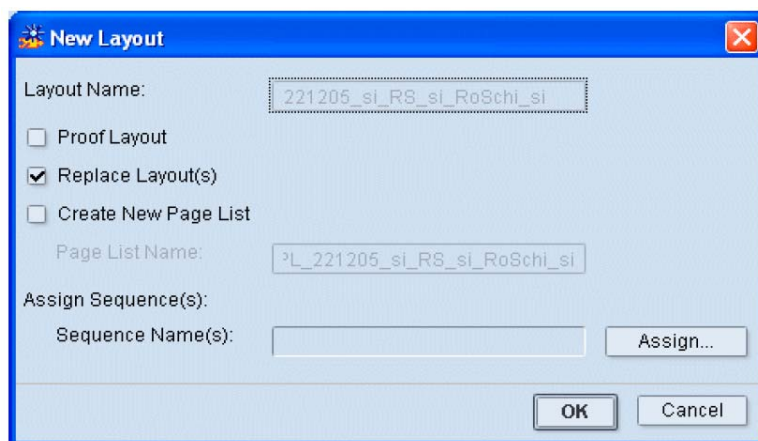 New Layout
Layout Name: 221205_si_RS_si_RoSchi_si
Proof Layout
Replace Layout(s)
Create New Page List
Page List Name: PL_221205_si_RS_si_RoSchi_si
Assign Sequence(s):
Sequence Name(s): Assign...
OK Cancel